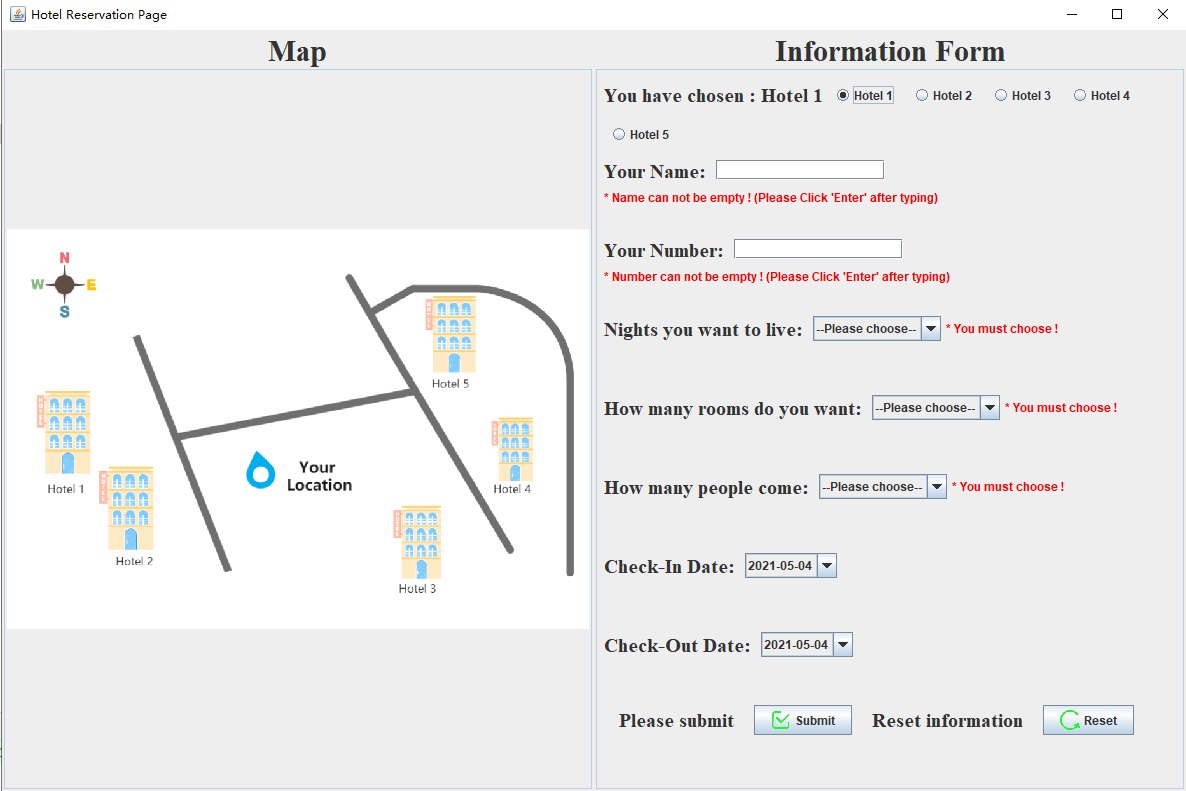 Hotel Reservation Page
Map
N
W E
S
Hotel 5
Hotel 1
Your
Location
Hotel 4
Hotel 2
Hotel 3
Information Form
You have chosen : Hotel 1 Hotel 1 Hotel 2 Hotel 3 Hotel 4
Hotel 5
Your Name:
* Name can not be empty ! (Please Click 'Enter' after typing)
Your Number:
* Number can not be empty ! (Please Click 'Enter' after typing)
Nights you want to live: --Please choose-- * You must choose !
How many rooms do you want: --Please choose-- * You must choose !
How many people come: --Please choose-- * You must choose !
Check-In Date: 2021-05-04
Check-Out Date: 2021-05-04
Please submit Submit Reset information Reset